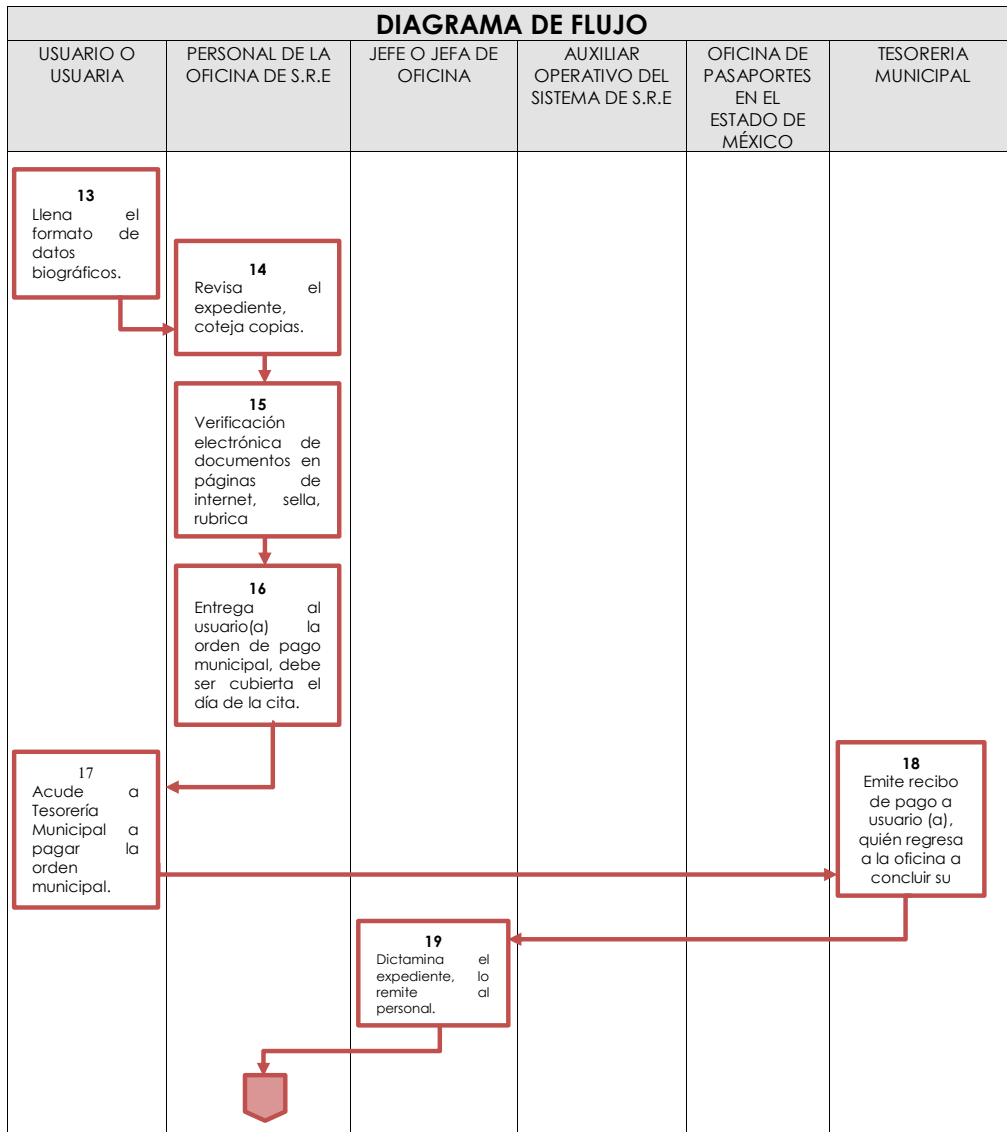 DIAGRAMA DE FLUJO
USUARIO O
USUARIA
PERSONAL DE LA
OFICINA DE S.R.E
JEFE O JEFA DE
OFICINA
AUXILIAR
OPERATIVO DEL
SISTEMA DE S.R.E
OFICINA DE
PASAPORTES
EN EL
ESTADO DE
MÉXICO
TESORERIA
MUNICIPAL
13
Llena el
formato de
datos
biográficos.
14
Revisa el
expediente,
coteja copias.
15
Verificación
electrónica de
documentos en
páginas de
internet, sella,
rubrica
16
Entrega al
usuario(a) la
orden de pago
municipal, debe
ser cubierta el
día de la cita.
17
Acude a
Tesorería
Municipal a
pagar la
orden
municipal.
18
Emite recibo
de pago a
usuario (a),
quién regresa
a la oficina a
concluir su
19
Dictamina el
expediente, lo
remite al
personal.